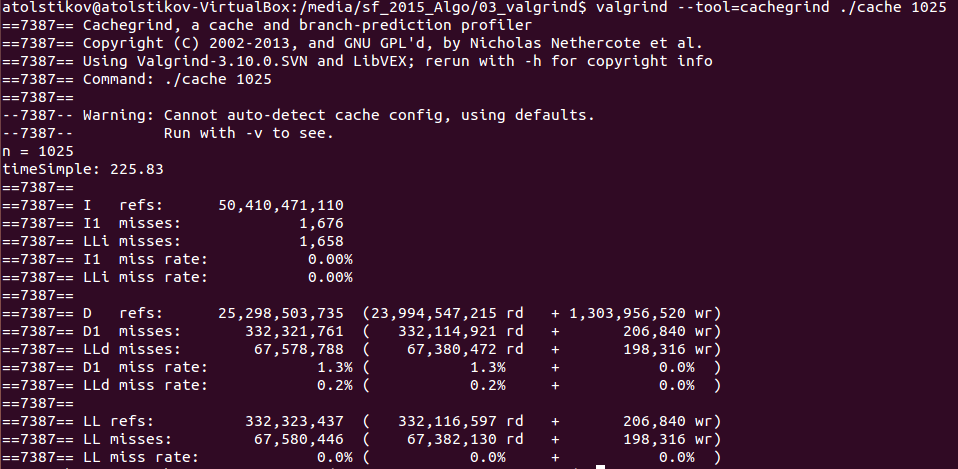 atolstikov@atolstikov-VirtualBox:/media/sf_2015_Algo/03_valgrind$ valgrind --tool=cachegrind ./cache 1025
==7387== Cachegrind, a cache and branch-prediction profiler
==7387== Copyright (C) 2002-2013, and GNU GPL'd, by Nicholas Nethercote et al.
==7387== Using Valgrind-3.10.0.SVN and LibVEX; rerun with -h for copyright info
==7387== Command: ./cache 1025
==7387==
--7387-- Warning: Cannot auto-detect cache config, using defaults.
--7387--          Run with -v to see.
n = 1025
timeSimple: 225.83
==7387==
==7387== I   refs:      50,410,471,110
==7387== I1  misses:             1,676
==7387== LLi misses:             1,658
==7387== I1  miss rate:           0.00%
==7387== LLi miss rate:           0.00%
==7387==
==7387== D   refs:      25,298,503,735  (23,994,547,215 rd   + 1,303,956,520 wr)
==7387== D1  misses:       332,321,761  (   332,114,921 rd   +       206,840 wr)
==7387== LLd misses:        67,578,788  (    67,380,472 rd   +       198,316 wr)
==7387== D1  miss rate:            1.3% (           1.3%     +           0.0%  )
==7387== LLd miss rate:            0.2% (           0.2%     +           0.0%  )
==7387==
==7387== LL refs:          332,323,437  (   332,116,597 rd   +       206,840 wr)
==7387== LL misses:         67,580,446  (    67,382,130 rd   +       198,316 wr)
==7387== LL miss rate:             0.0% (           0.0%     +           0.0%  )